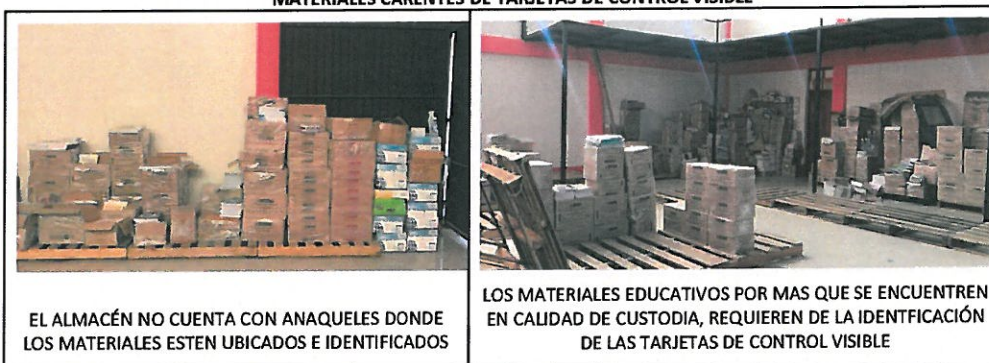 MATERIALES CARENTES DE TARJETAS DE CONTROL VISIBLE
EL ALMACÉN NO CUENTA CON ANAQUELES DONDE
LOS MATERIALES ESTEN UBICADOS E IDENTIFICADOS
LOS MATERIALES EDUCATIVOS POR MAS QUE SE ENCUENTREN
EN CALIDAD DE CUSTODIA, REQUIEREN DE LA IDENTFICACIÓN
DE LAS TARJETAS DE CONTROL VISIBLE